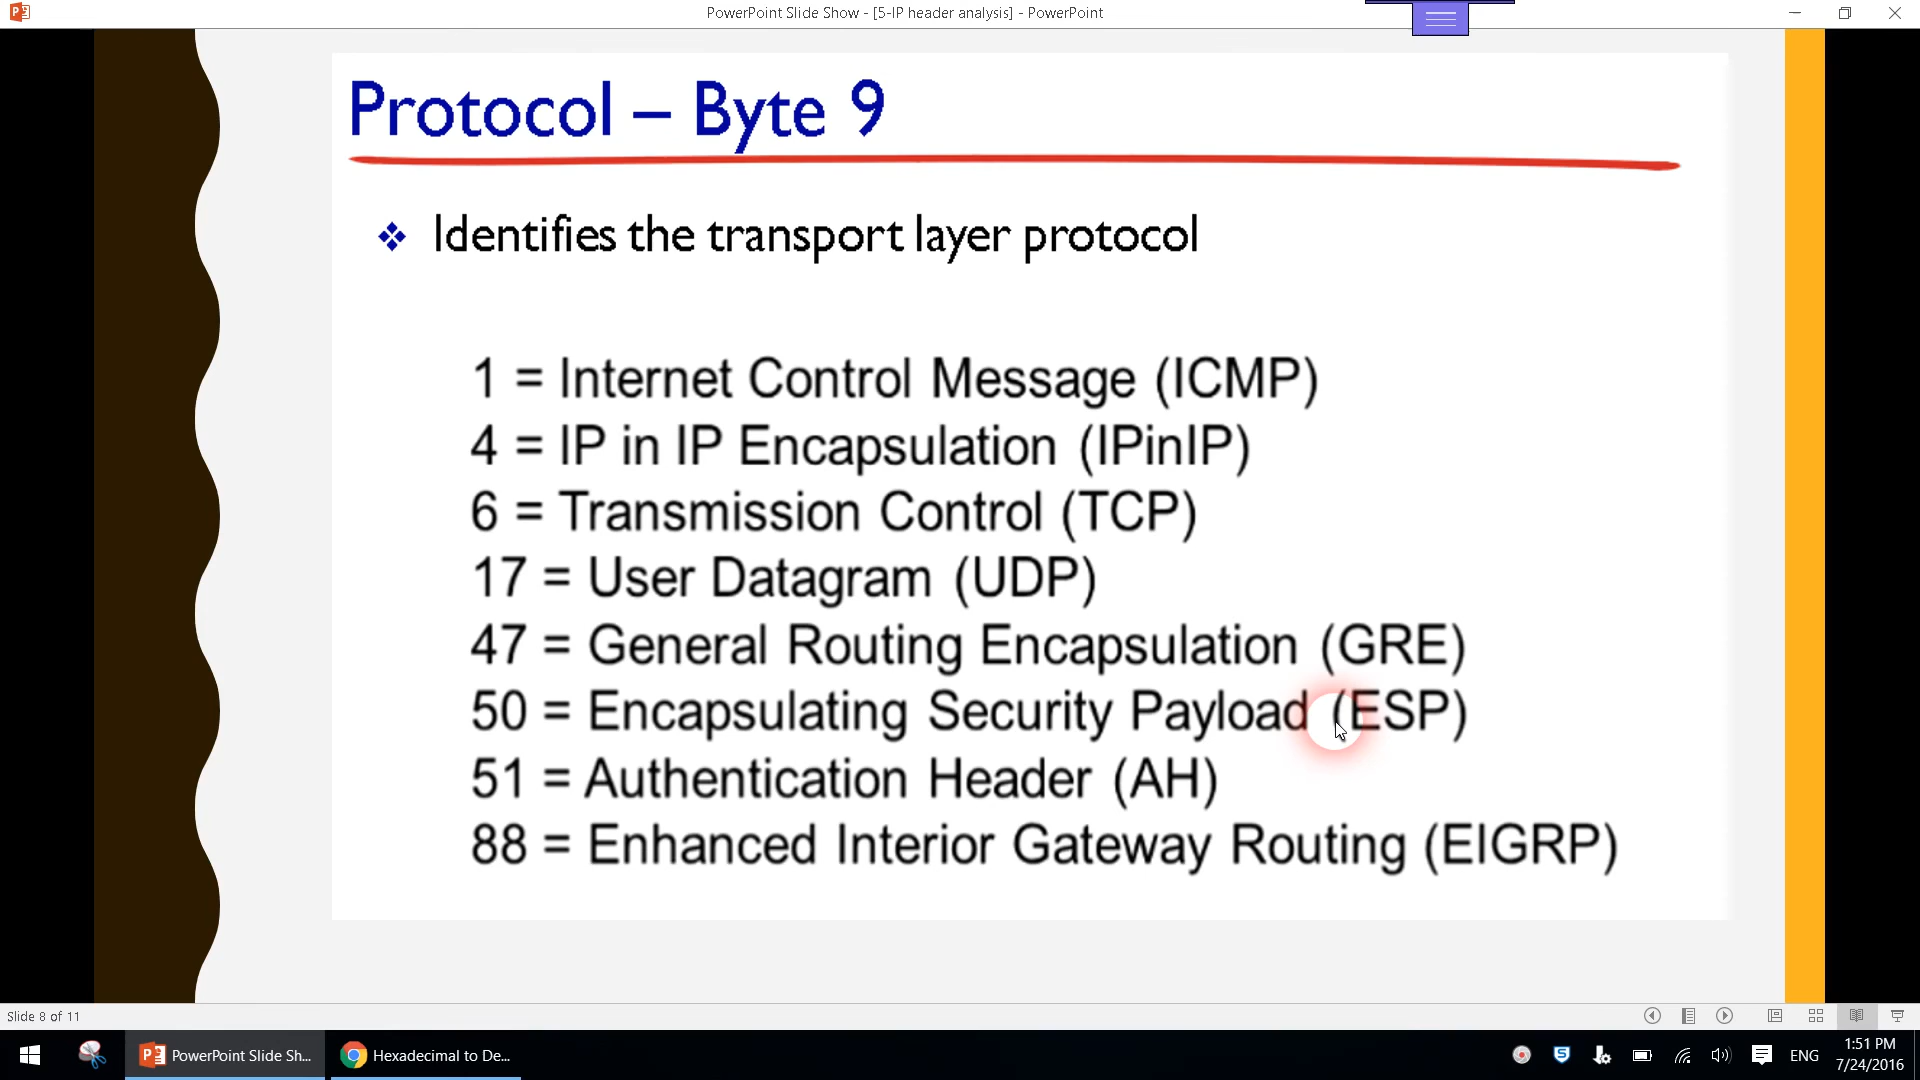 PowerPoint Slide Show - [5-IP header analysis] - PowerPoint
Protocol – Byte 9
Identifies the transport layer protocol
1 = Internet Control Message (ICMP)
4 = IP in IP Encapsulation (IPinIP)
6 = Transmission Control (TCP)
17 = User Datagram (UDP)
47 = General Routing Encapsulation (GRE)
50 = Encapsulating Security Payload (ESP)
51 = Authentication Header (AH)
88 = Enhanced Interior Gateway Routing (EIGRP)
Slide 8 of 11
PowerPoint Slide Sh...
Hexadecimal to De...
ENG
1:51 PM
7/24/2016